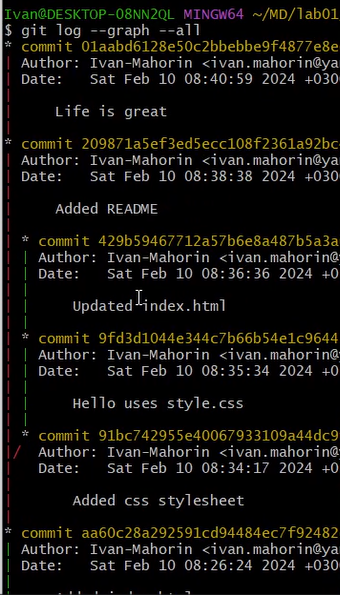 Ivan@DESKTOP-08NN2QL MINGW64 ~/MD/lab01
$ git log --graph --all
* commit 01aabd6128e50c2bbebbe9f4877e8e
| Author: Ivan-Mahorin <ivan.mahorin@ya
| Date: Sat Feb 10 08:40:59 2024 +030
|
| Life is great
|
* commit 209871a5ef3ed5ecc108f2361a92bc
| Author: Ivan-Mahorin <ivan.mahorin@ya
| Date: Sat Feb 10 08:38:38 2024 +030
|
| Added README
|
| * commit 429b59467712a57b6e8a487b5a3a
| | Author: Ivan-Mahorin <ivan.mahorin@
| | Date: Sat Feb 10 08:36:36 2024 +0
| |
| | Updated index.html
| |
| * commit 9fd3d1044e344c7b66b54e1c9644
| | Author: Ivan-Mahorin <ivan.mahorin@
| | Date: Sat Feb 10 08:35:34 2024 +0
| |
| | Hello uses style.css
| |
| * commit 91bc742955e40067933109a44dc9
|/ Author: Ivan-Mahorin <ivan.mahorin@
| Date: Sat Feb 10 08:34:17 2024 +0
|
| Added css stylesheet
|
* commit aa60c28a292591cd94484ec7f92482
| Author: Ivan-Mahorin <ivan.mahorin@ya
| Date: Sat Feb 10 08:26:24 2024 +030
|